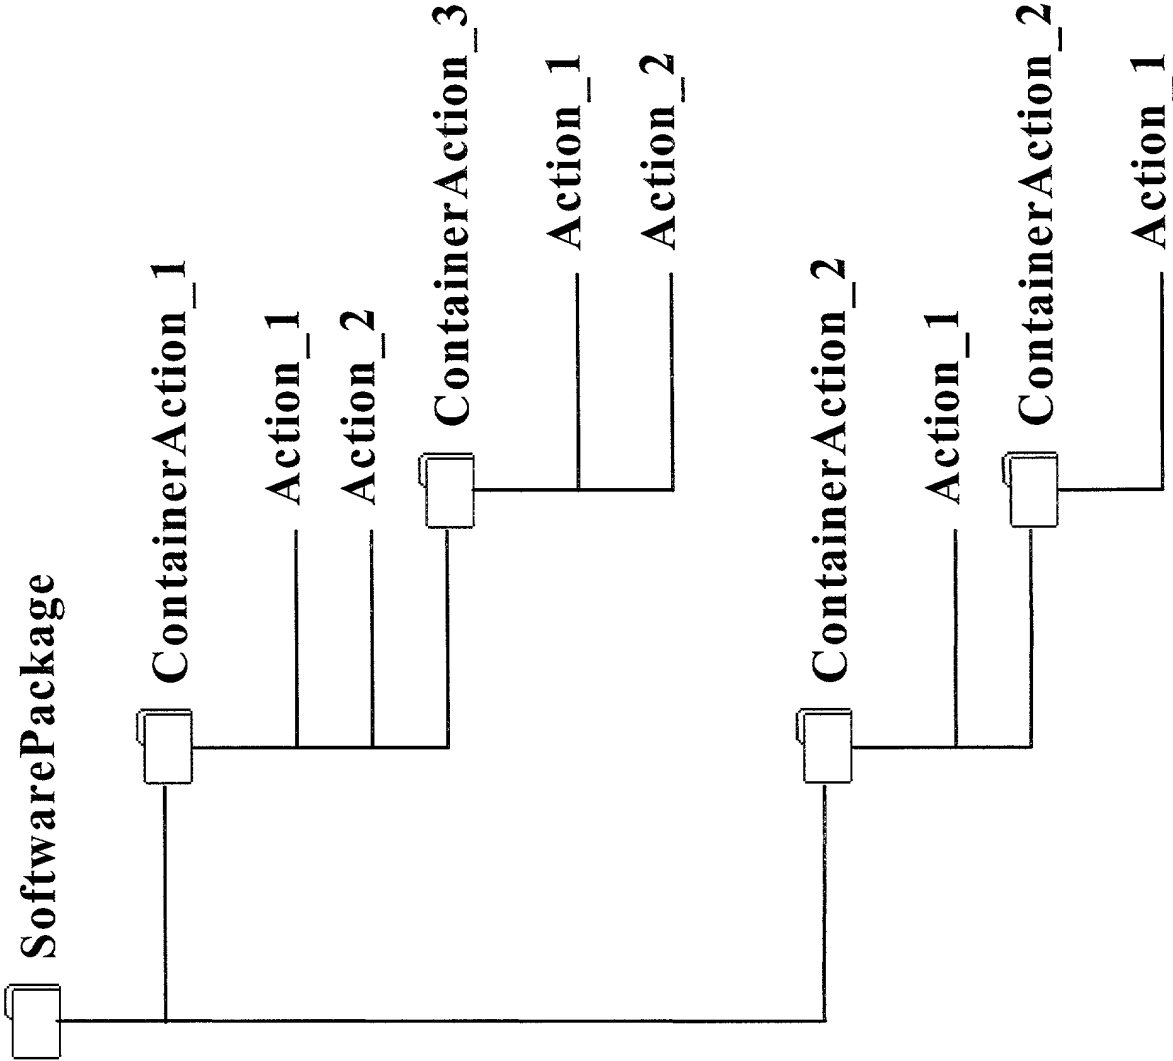 SoftwarePackage
ContainerAction_1
Action_1
Action_2
ContainerAction_3
Action_1
Action_2
ContainerAction_2
Action_1
ContainerAction_2
Action_1